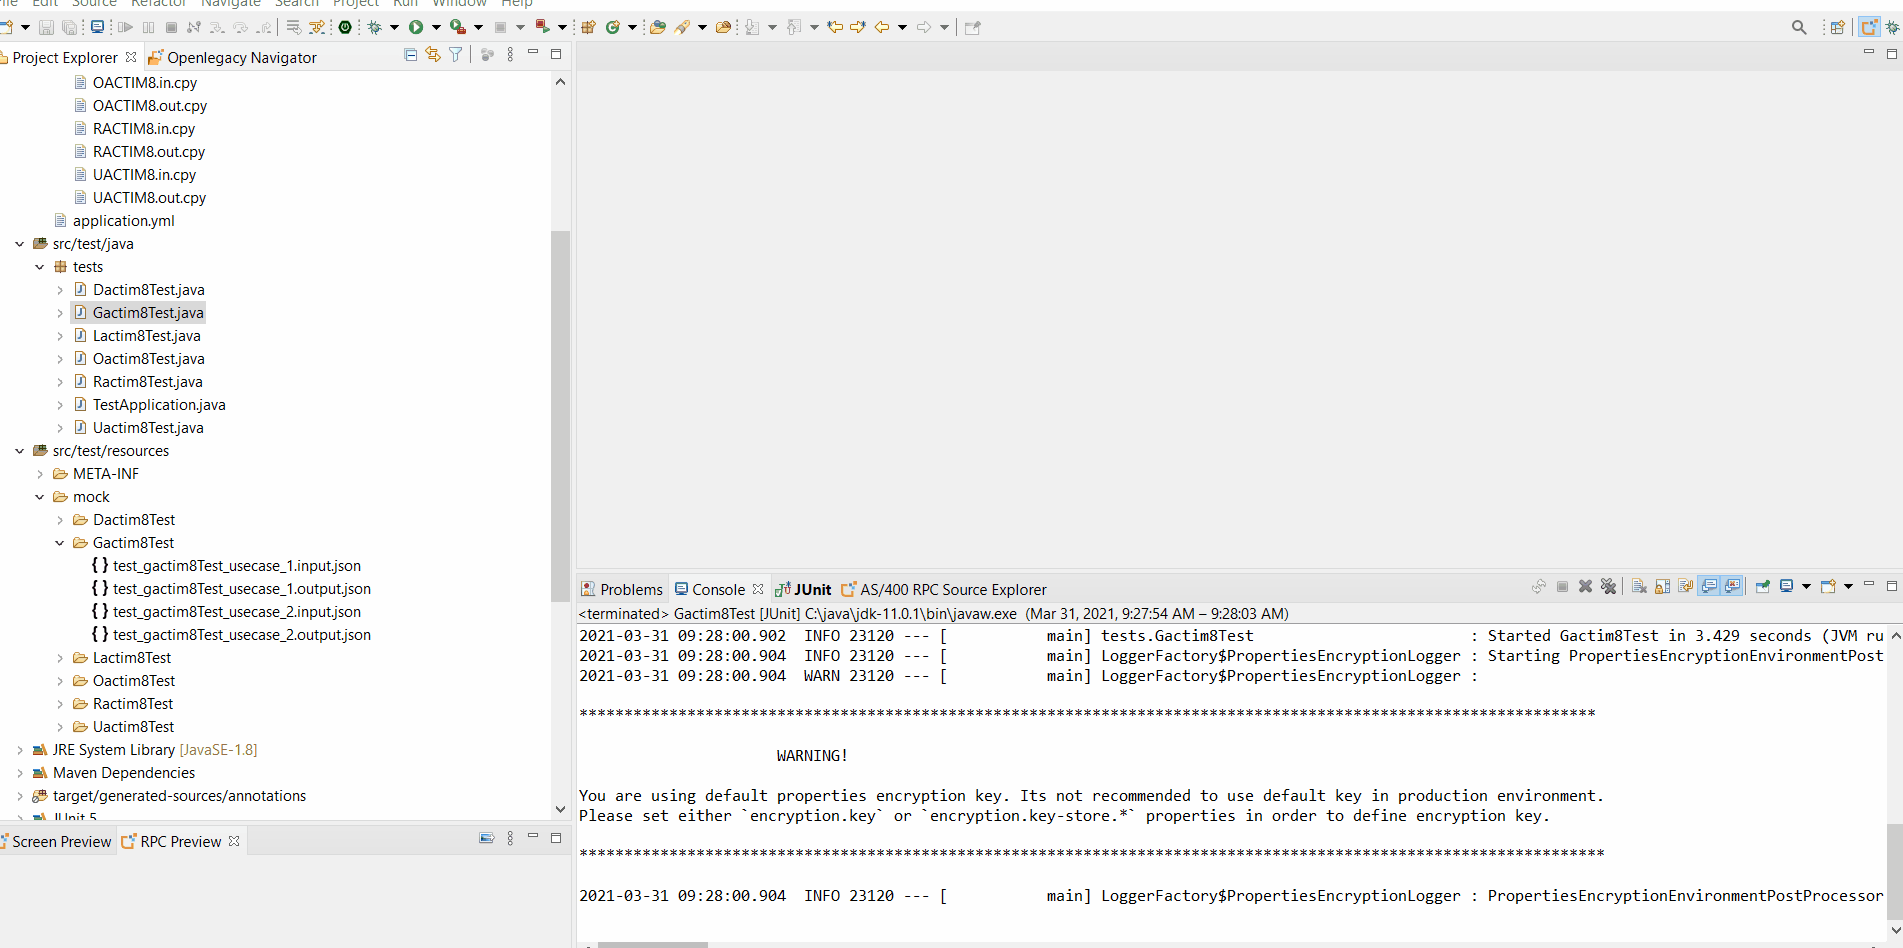 File Edit Source Refactor Navigate Search Project Run Window Help
Project Explorer Openlegacy Navigator
OACTIM8.in.cpy
OACTIM8.out.cpy
RACTIM8.in.cpy
RACTIM8.out.cpy
UACTIM8.in.cpy
UACTIM8.out.cpy
application.yml
src/test/java
tests
Dactim8Test.java
Gactim8Test.java
Lactim8Test.java
Oactim8Test.java
Ractim8Test.java
TestApplication.java
Uactim8Test.java
src/test/resources
META-INF
mock
Dactim8Test
Gactim8Test
{ } test_gactim8Test_usecase_1.input.json
{ } test_gactim8Test_usecase_1.output.json
{ } test_gactim8Test_usecase_2.input.json
{ } test_gactim8Test_usecase_2.output.json
Lactim8Test
Oactim8Test
Ractim8Test
Uactim8Test
JRE System Library [JavaSE-1.8]
Maven Dependencies
target/generated-sources/annotations
JUnit 5
Screen Preview RPC Preview
Problems Console JUnit AS/400 RPC Source Explorer
<terminated> Gactim8Test [JUnit] C:\java\jdk-11.0.1\bin\javaw.exe (Mar 31, 2021, 9:27:54 AM – 9:28:03 AM)
2021-03-31 09:28:00.902 INFO 23120 --- [ main] tests.Gactim8Test : Started Gactim8Test in 3.429 seconds (JVM ru
2021-03-31 09:28:00.904 INFO 23120 --- [ main] LoggerFactory$PropertiesEncryptionLogger : Starting PropertiesEncryptionEnvironmentPost
2021-03-31 09:28:00.904 WARN 23120 --- [ main] LoggerFactory$PropertiesEncryptionLogger :
*****************************************************************************************************************
WARNING!
You are using default properties encryption key. Its not recommended to use default key in production environment.
Please set either `encryption.key` or `encryption.key-store.*` properties in order to define encryption key.
******************************************************************************************************************
2021-03-31 09:28:00.904 INFO 23120 --- [ main] LoggerFactory$PropertiesEncryptionLogger : PropertiesEncryptionEnvironmentPostProcessor